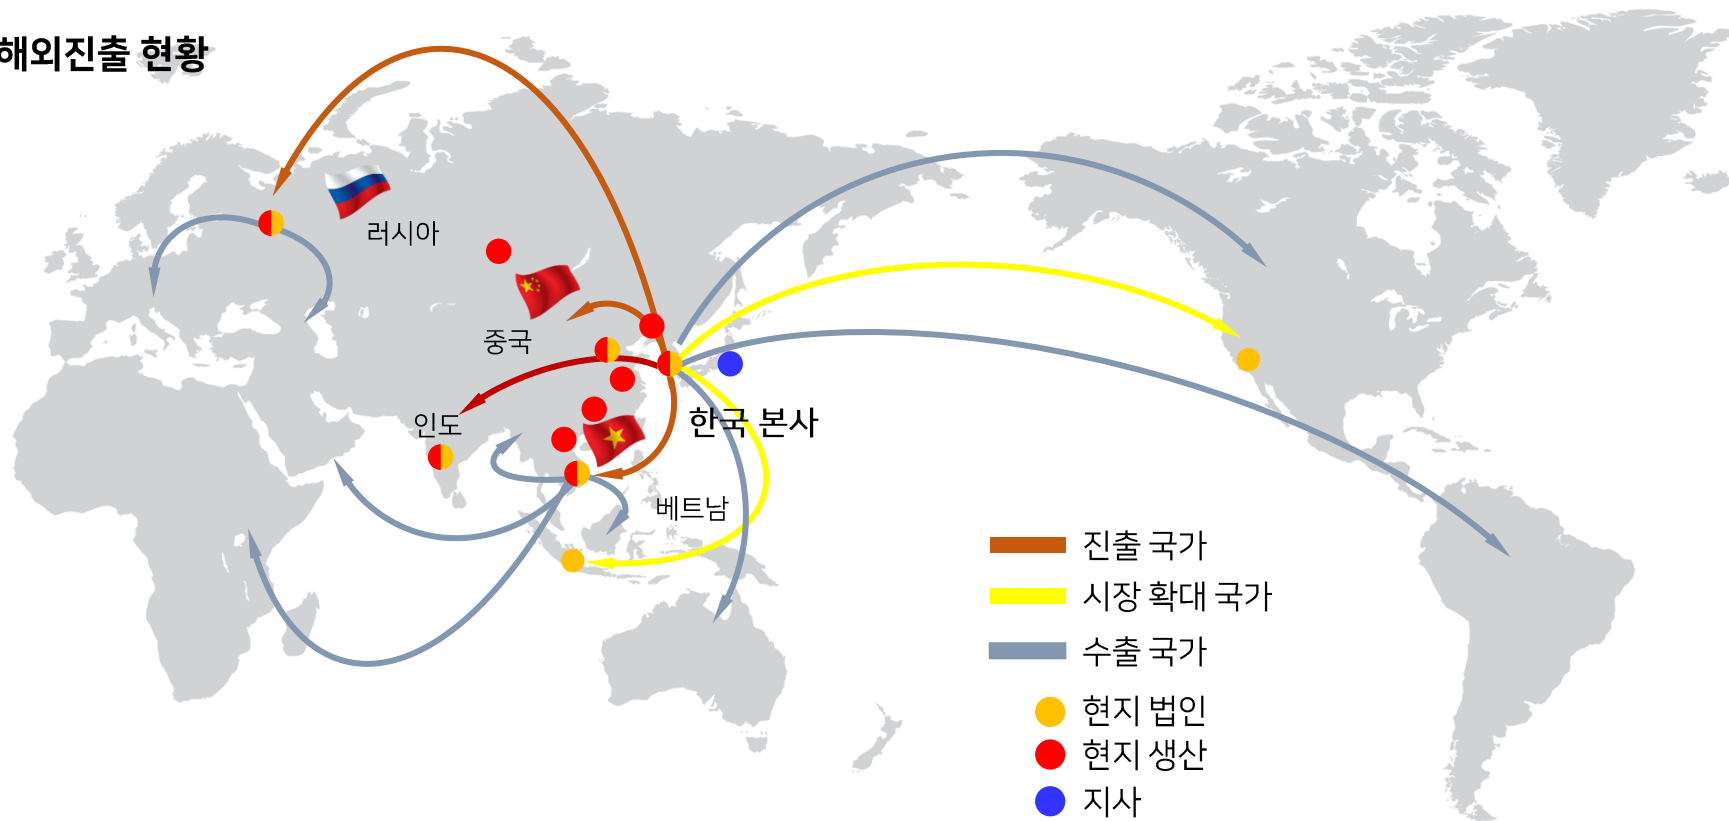 해외진출 현황
러시아
중국
인도
한국 본사
베트남
진출 국가
시장 확대 국가
수출 국가
현지 법인
현지 생산
지사